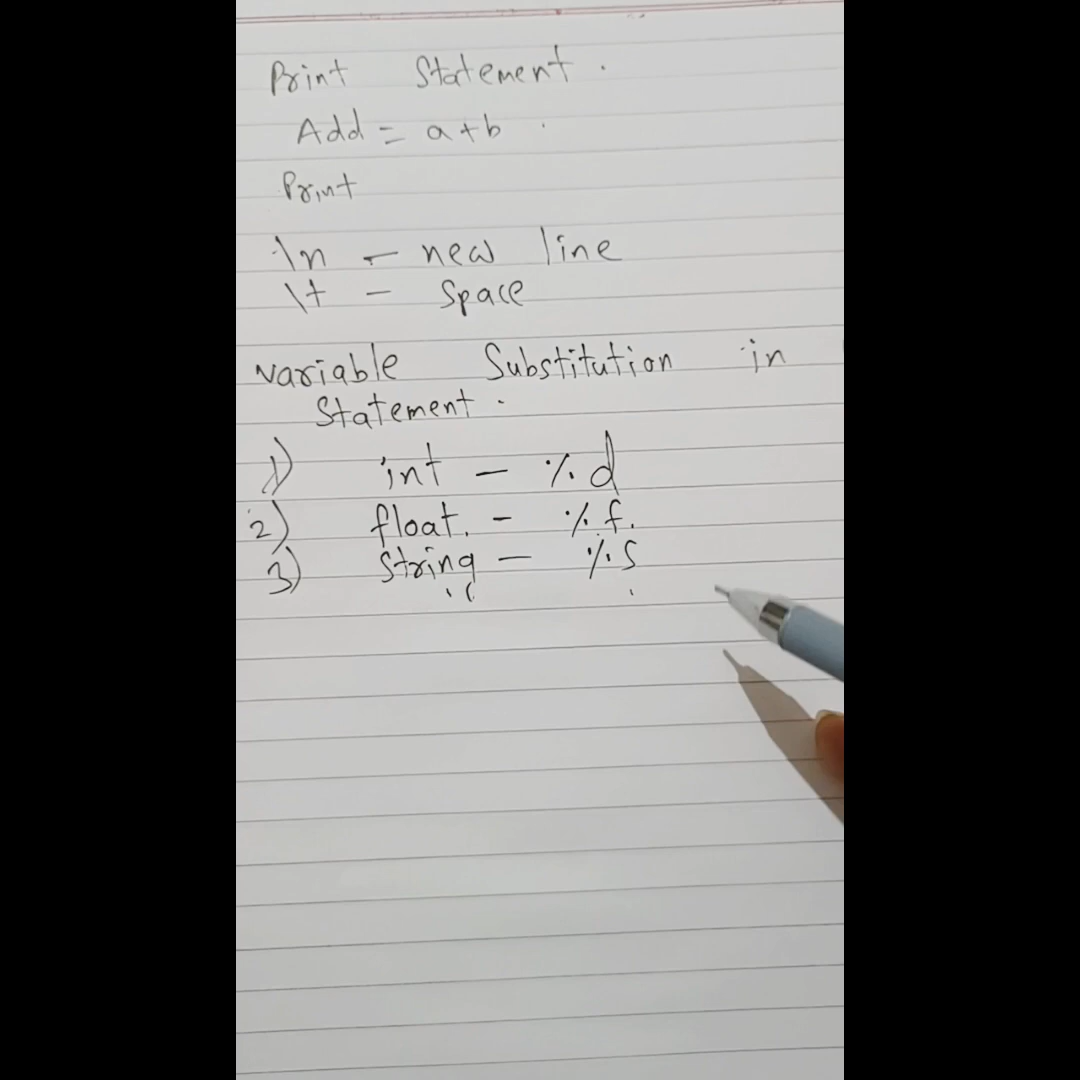 Print Statement.
Add = a+b
Print
\n - new line
\t - Space
variable Substitution in
Statement.
1) int - %d
2) float. - %f.
3) string - %s